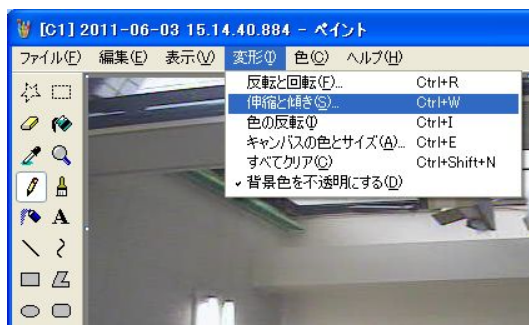 [C1] 2011-06-03 15.14.40.884 - ペイント
ファイル(F) 編集(E) 表示(V) 変形(I) 色(C) ヘルプ(H)
反転と回転(F)... Ctrl+R
伸縮と傾き(S)... Ctrl+W
色の反転(I) Ctrl+I
キャンバスの色とサイズ(A)... Ctrl+E
すべてクリア(C) Ctrl+Shift+N
背景色を不透明にする(D)
A